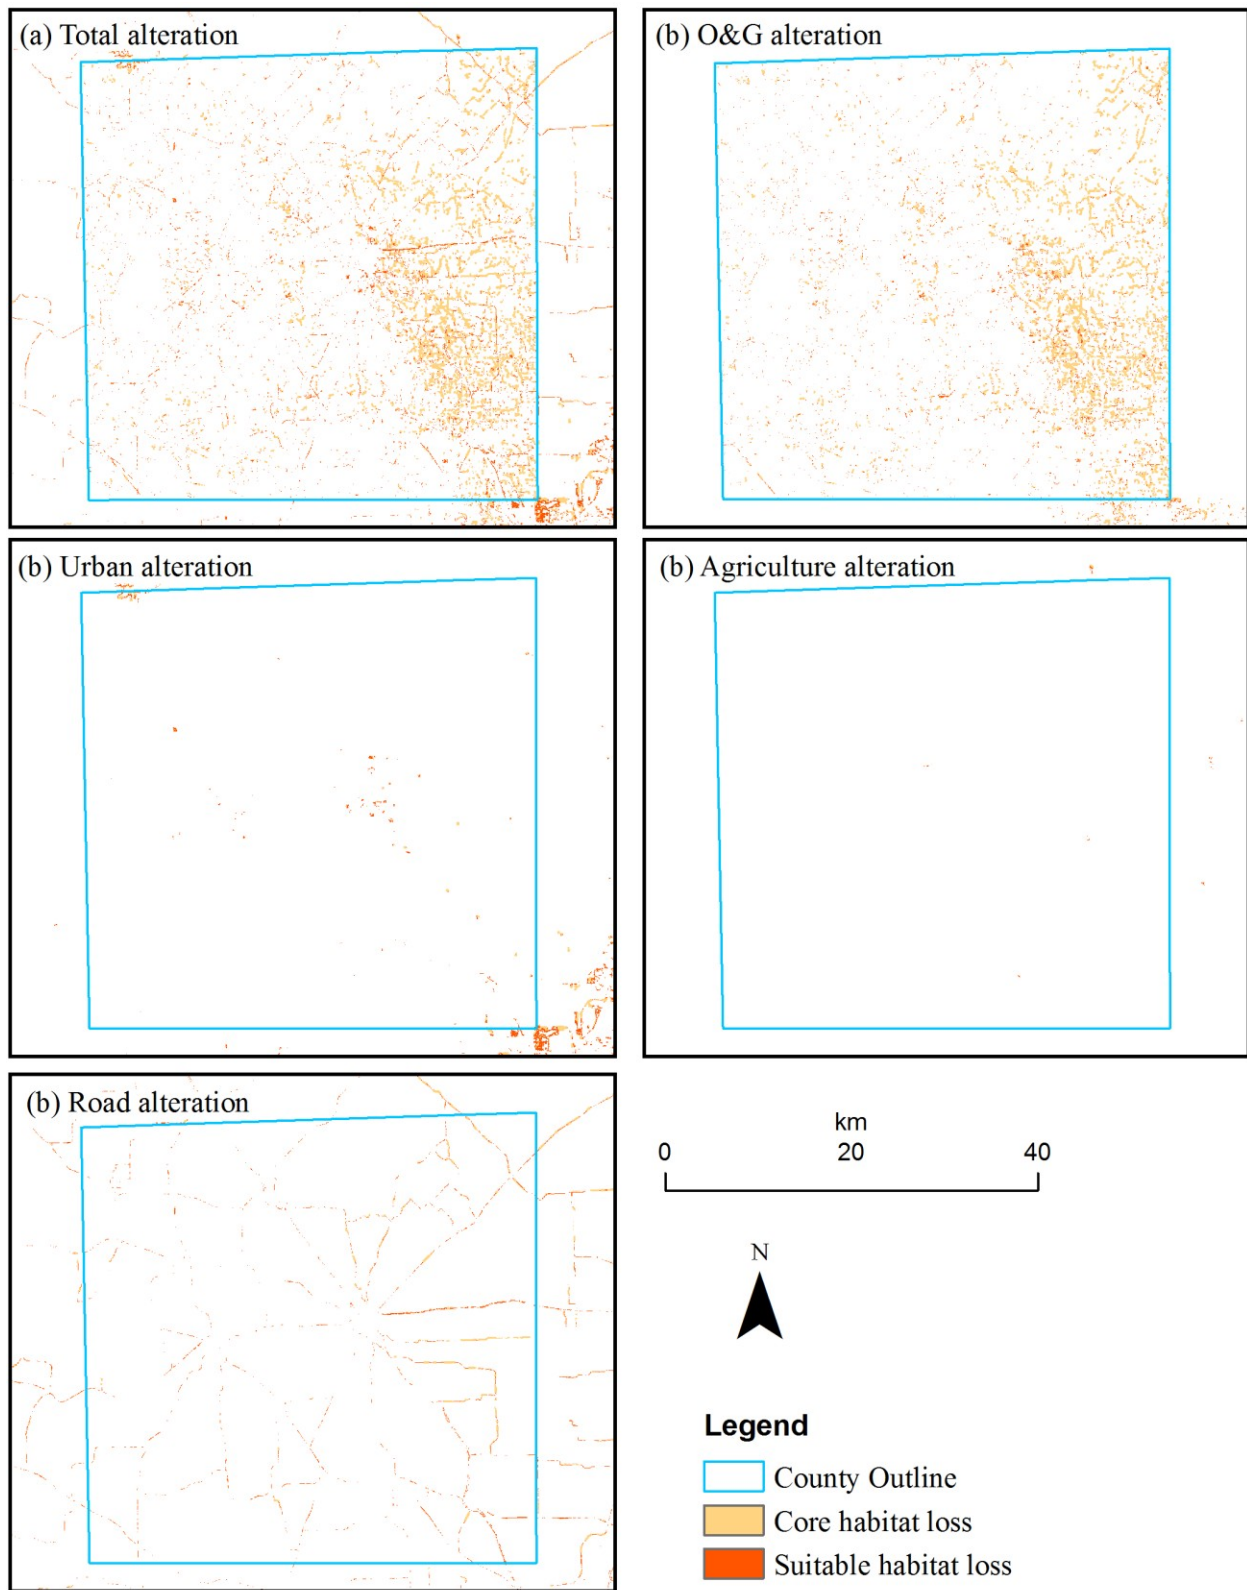 (a) Total alteration
(b) O&G alteration
(b) Urban alteration
(b) Agriculture alteration
(b) Road alteration
km
0 20 40
N
Legend
County Outline
Core habitat loss
Suitable habitat loss